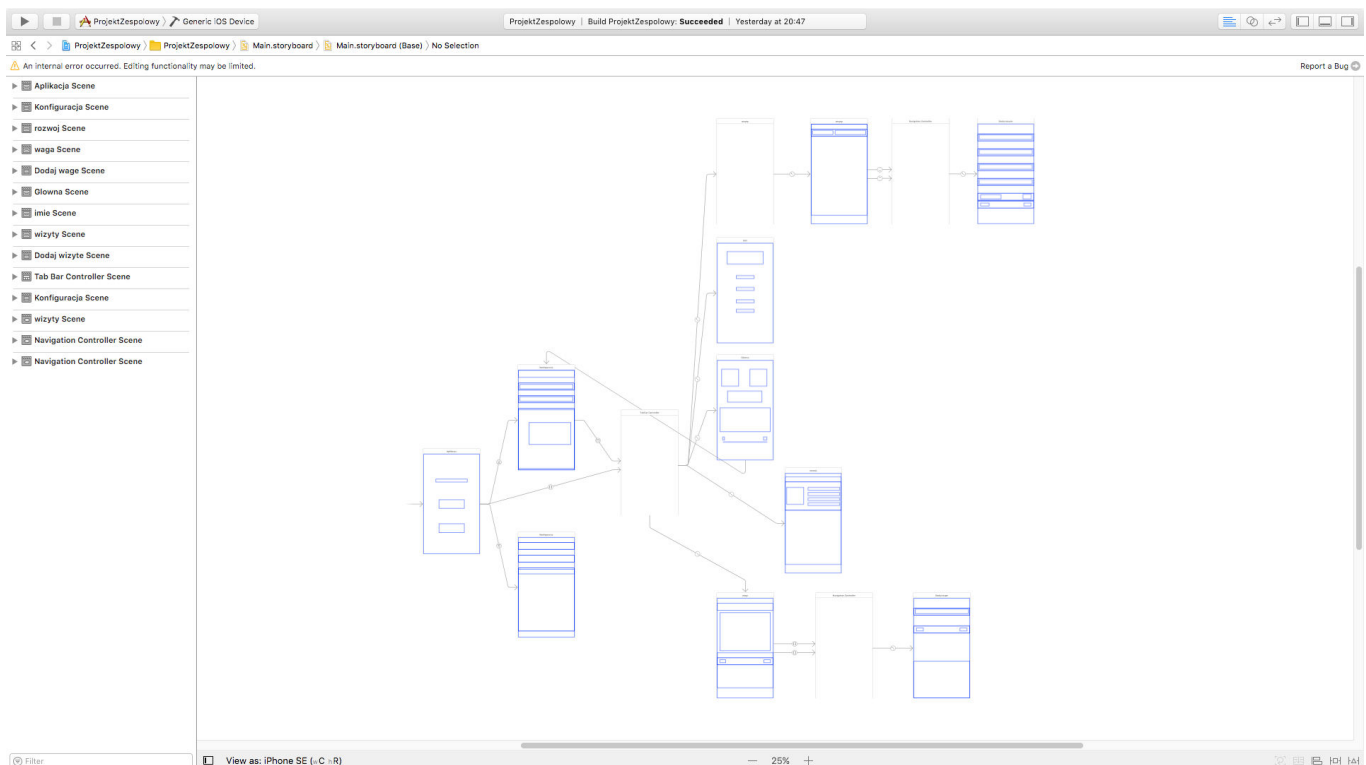 ProjektZespolowy Generic iOS Device
ProjektZespolowy | Build ProjektZespolowy: Succeeded | Yesterday at 20:47
ProjektZespolowy ProjektZespolowy Main.storyboard Main.storyboard (Base) No Selection
An internal error occurred. Editing functionality may be limited.
Report a Bug
Aplikacja Scene
Konfiguracja Scene
rozwoj Scene
waga Scene
Dodaj wage Scene
Glowna Scene
imie Scene
wizyty Scene
Dodaj wizyte Scene
Tab Bar Controller Scene
Konfiguracja Scene
wizyty Scene
Navigation Controller Scene
Navigation Controller Scene
Filter
View as: iPhone SE (wC hR)
25%